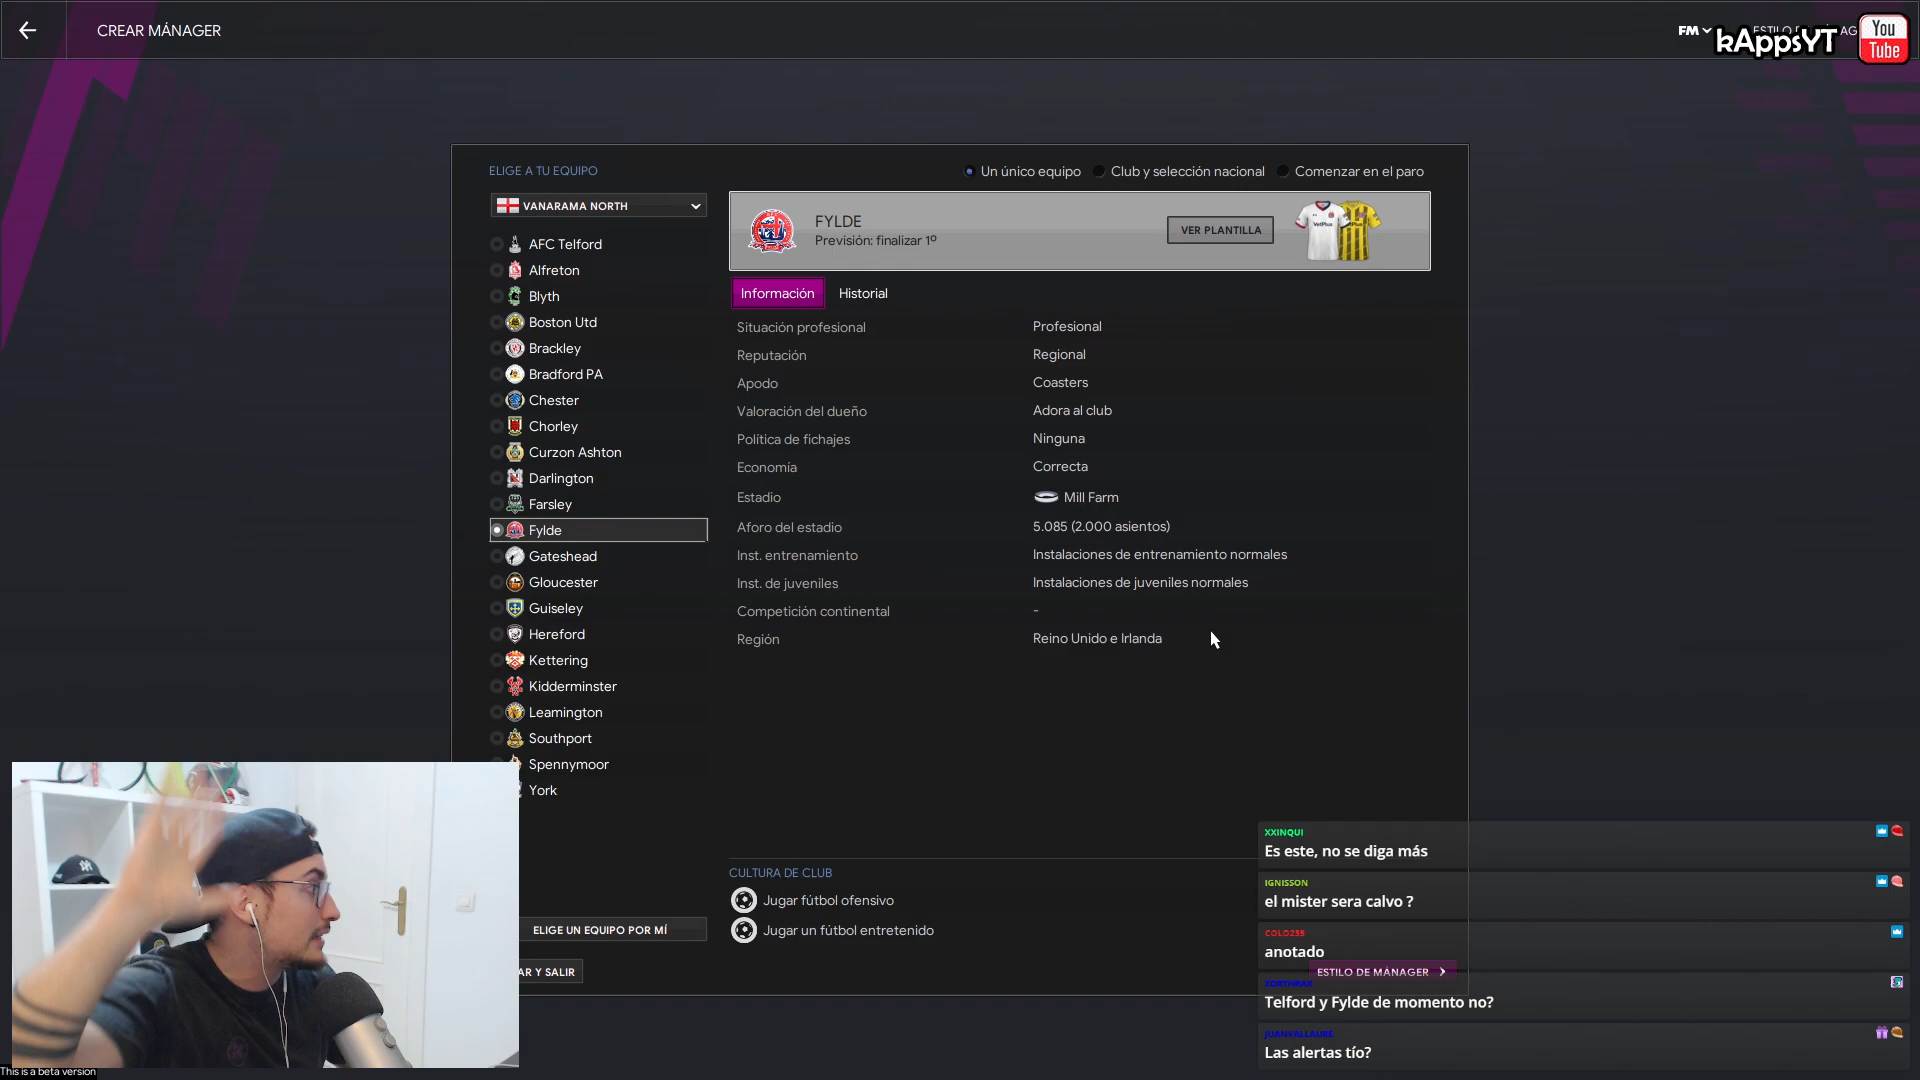 CREAR MÁNAGER
FM
kAppsYT
You
Tube
ELIGE A TU EQUIPO
Un único equipo
Club y selección nacional
Comenzar en el paro
VANARAMA NORTH
AFC Telford
Alfreton
Blyth
Boston Utd
Brackley
Bradford PA
Chester
Chorley
Curzon Ashton
Darlington
Farsley
Fylde
Gateshead
Gloucester
Guiseley
Hereford
Kettering
Kidderminster
Leamington
Southport
Spennymoor
York
FYLDE
Previsión: finalizar 1º
VER PLANTILLA
Información
Historial
Situación profesional
Profesional
Reputación
Regional
Apodo
Coasters
Valoración del dueño
Adora al club
Política de fichajes
Ninguna
Economía
Correcta
Estadio
Mill Farm
Aforo del estadio
5.085 (2.000 asientos)
Inst. entrenamiento
Instalaciones de entrenamiento normales
Inst. de juveniles
Instalaciones de juveniles normales
Competición continental
-
Región
Reino Unido e Irlanda
CULTURA DE CLUB
Jugar fútbol ofensivo
Jugar un fútbol entretenido
ELIGE UN EQUIPO POR MÍ
AR Y SALIR
ESTILO DE MÁNAGER
XXINQUI
Es este, no se diga más
IGNISSON
el mister sera calvo ?
COLO235
anotado
Telford y Fylde de momento no?
JUANVALLAURE
Las alertas tío?
This is a beta version